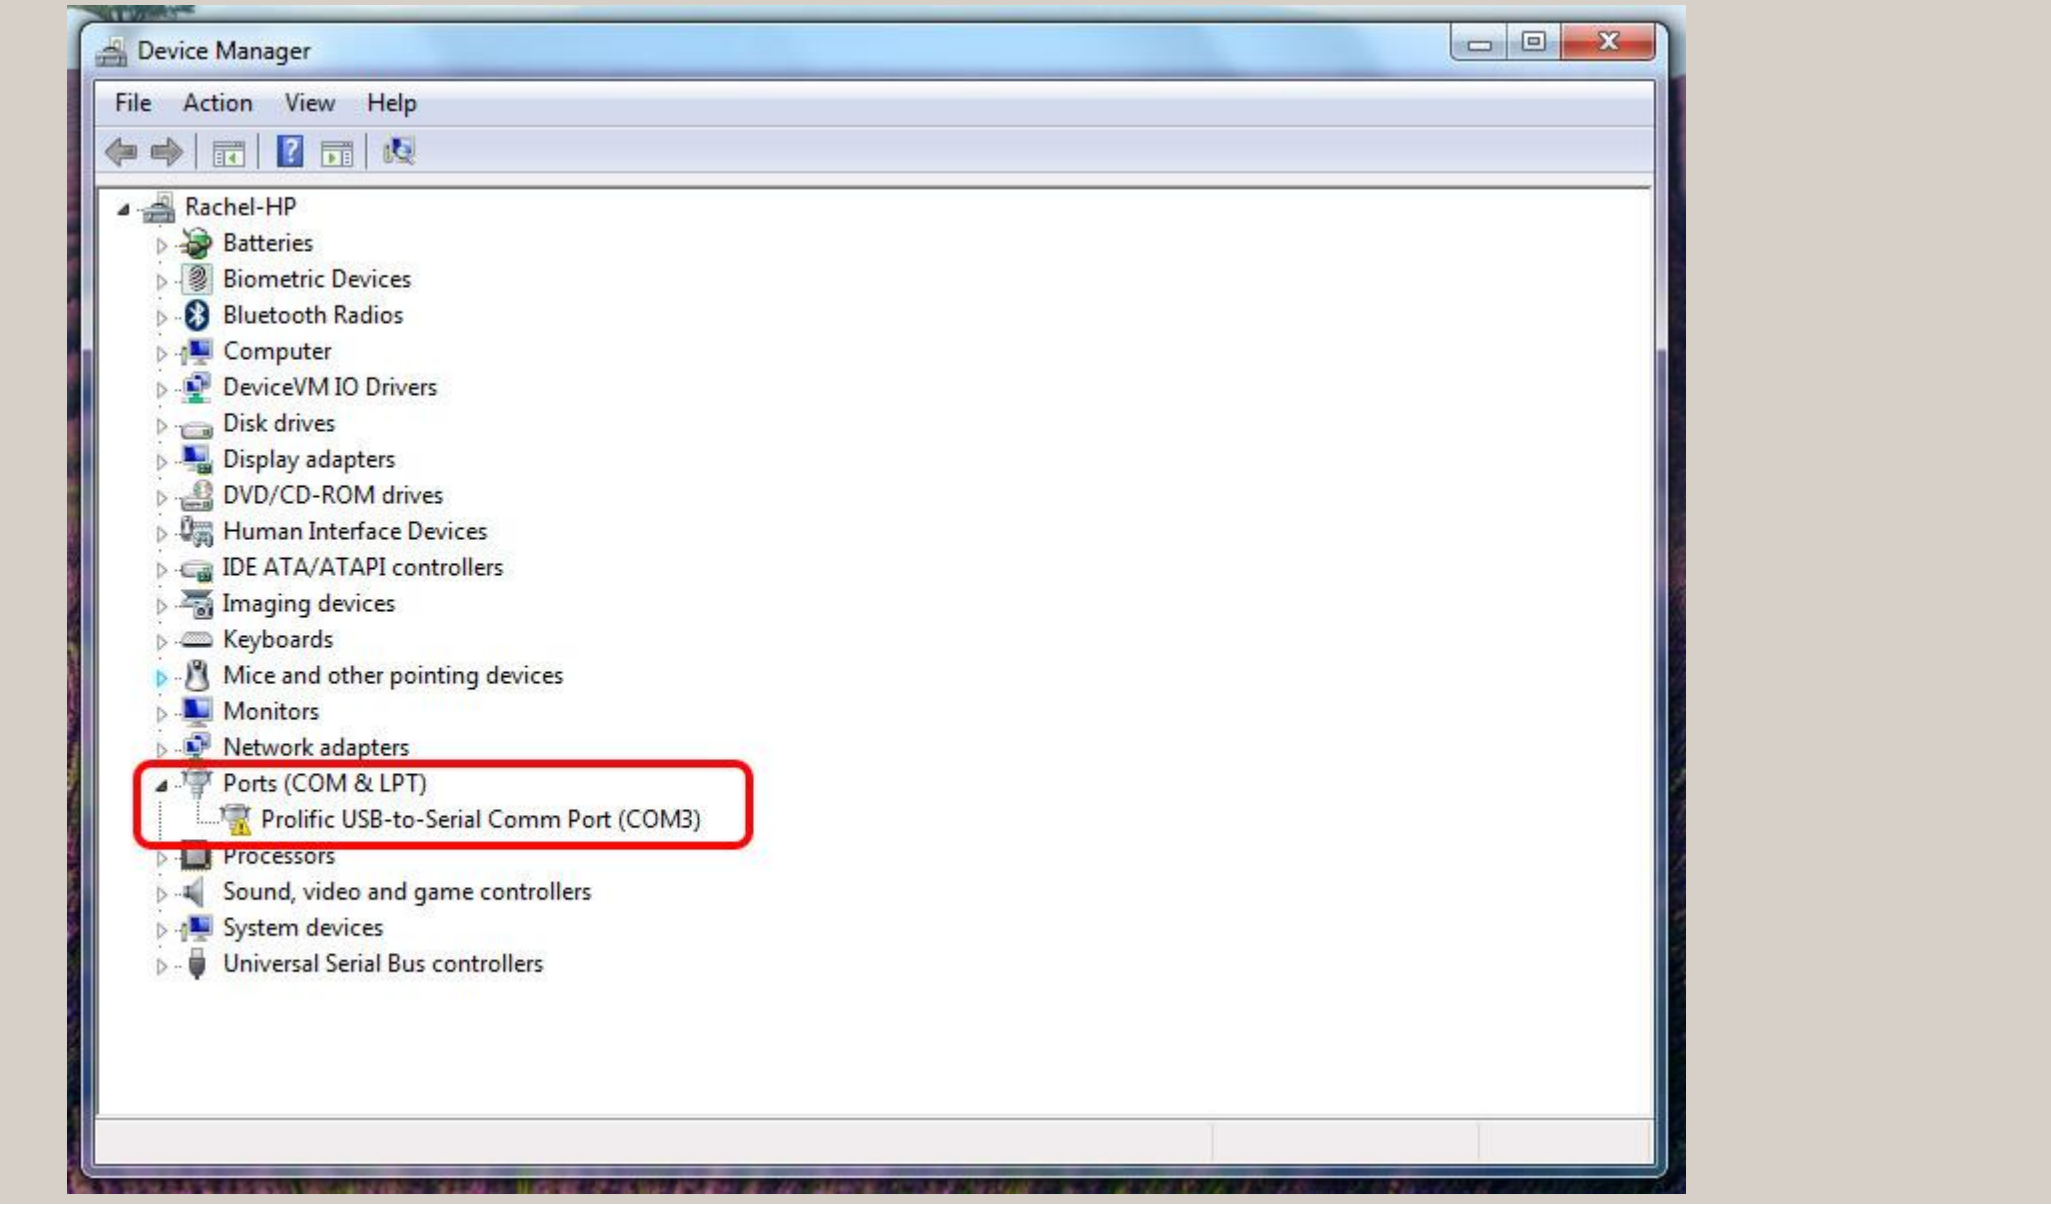 Device Manager
File Action View Help
Rachel-HP
Batteries
Biometric Devices
Bluetooth Radios
Computer
DeviceVM IO Drivers
Disk drives
Display adapters
DVD/CD-ROM drives
Human Interface Devices
IDE ATA/ATAPI controllers
Imaging devices
Keyboards
Mice and other pointing devices
Monitors
Network adapters
Ports (COM & LPT)
Prolific USB-to-Serial Comm Port (COM3)
Processors
Sound, video and game controllers
System devices
Universal Serial Bus controllers